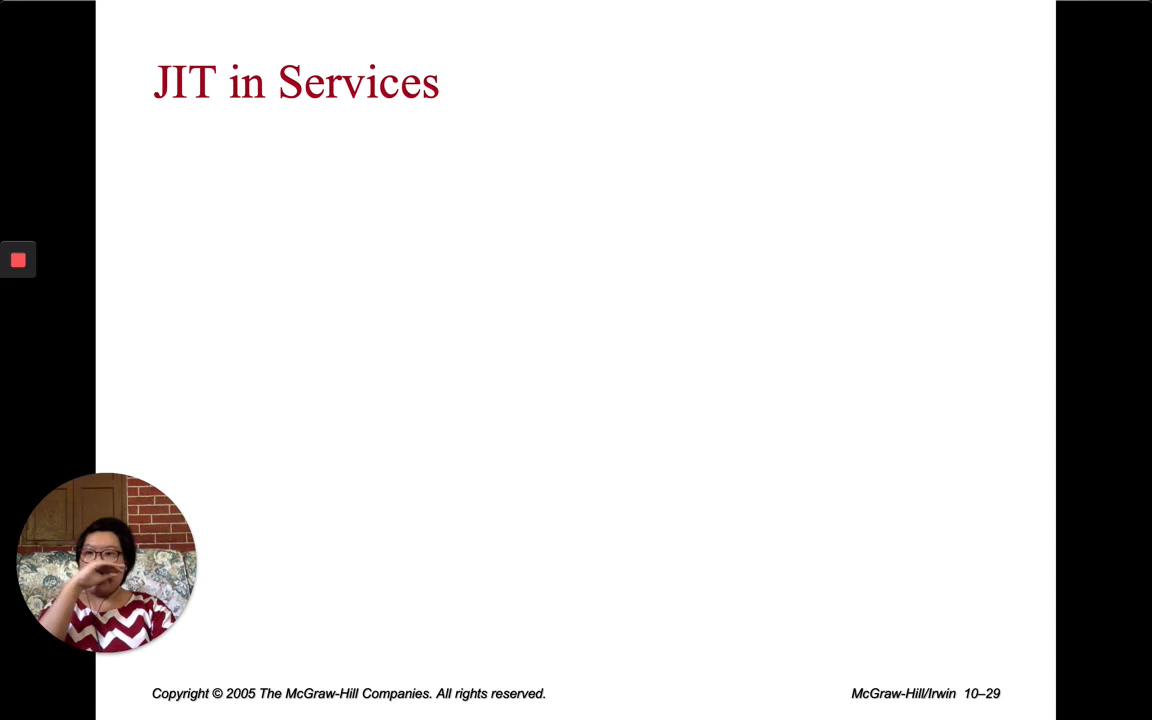 JIT in Services
Copyright © 2005 The McGraw-Hill Companies. All rights reserved.
McGraw-Hill/Irwin 10–29